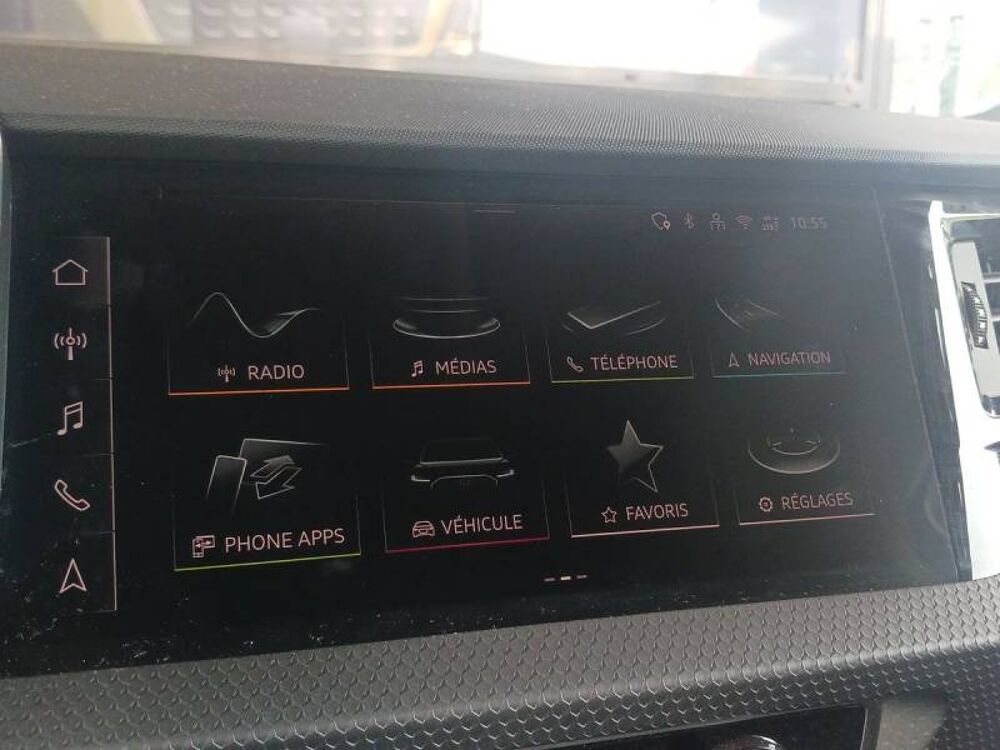 10:55
RADIO
MÉDIAS
TÉLÉPHONE
NAVIGATION
PHONE APPS
VÉHICULE
FAVORIS
RÉGLAGES